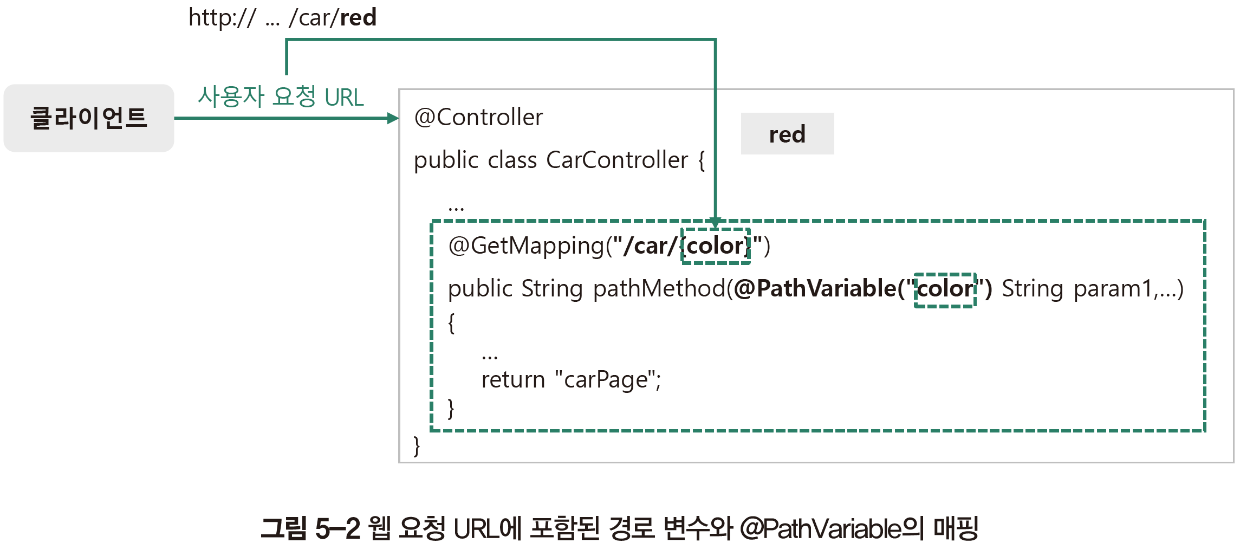 http:// ... /car/red
사용자 요청 URL
클라이언트
@Controller
red
public class CarController {
...
@GetMapping("/car/{color}")
public String pathMethod(@PathVariable("color") String param1,...)
{
...
return "carPage";
}
}
그림 5-2 웹 요청 URL에 포함된 경로 변수와 @PathVariable의 매핑